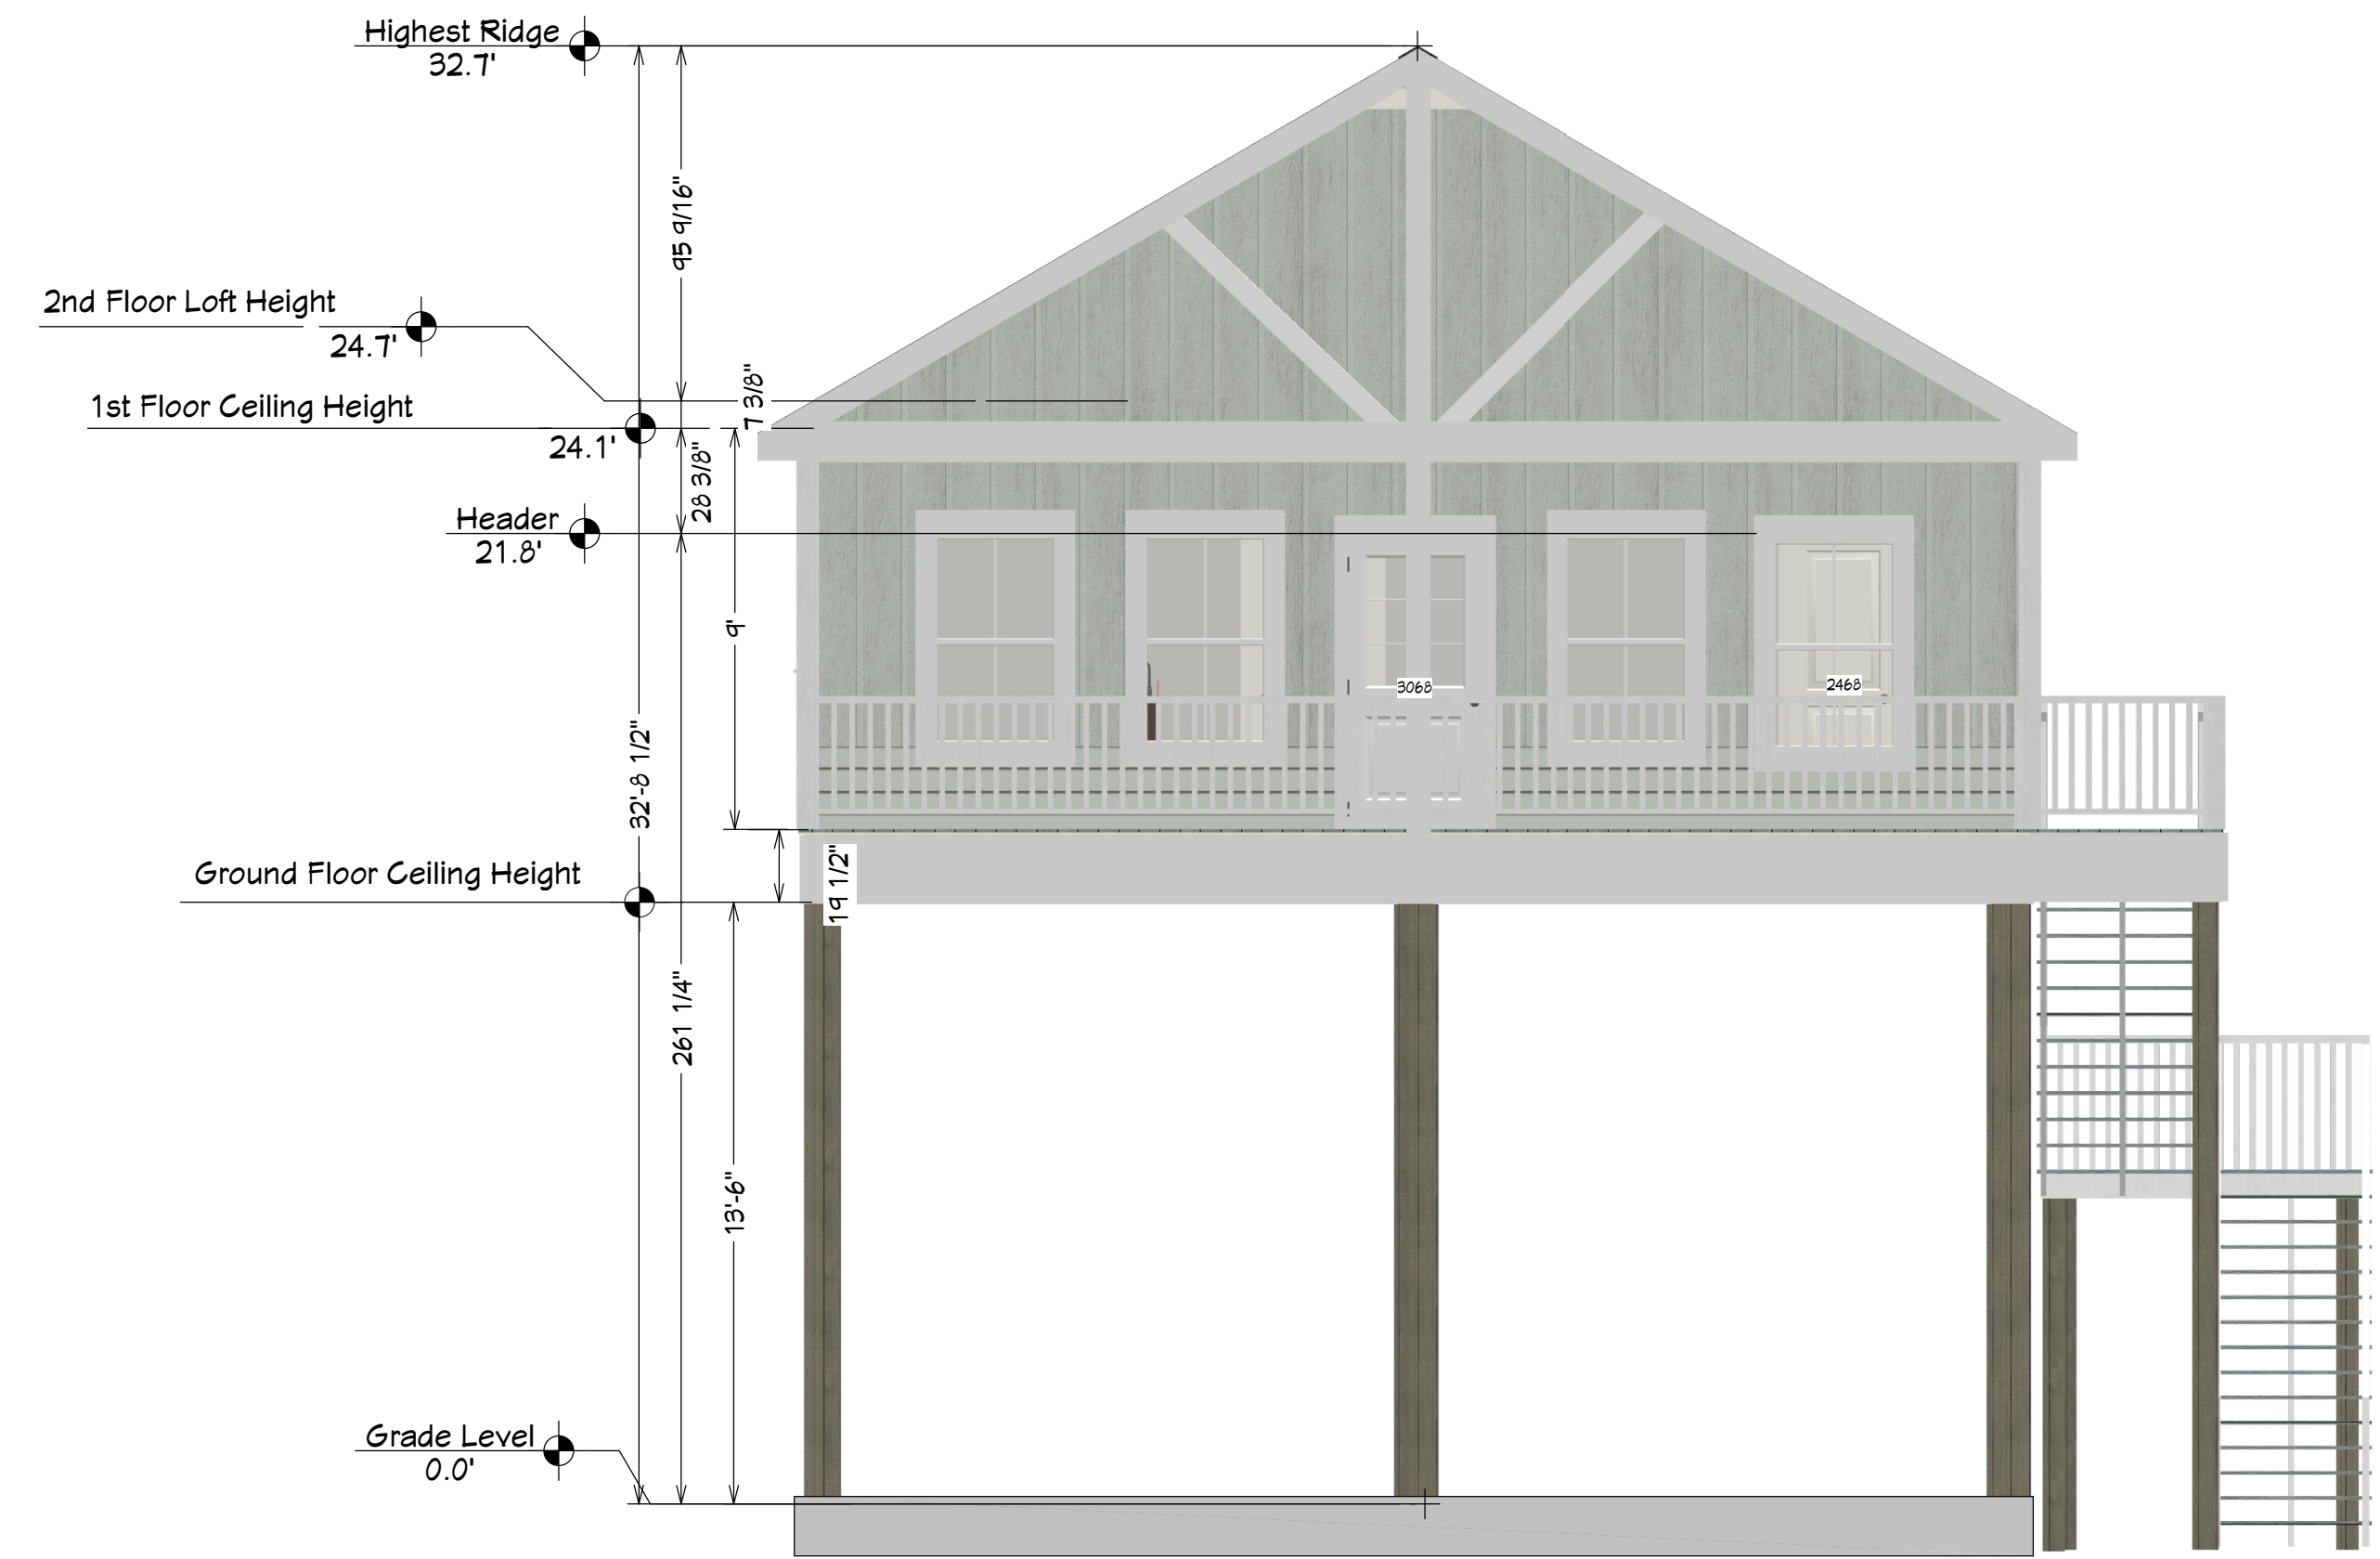 Highest Ridge
32.7'
95 9/16"
2nd Floor Loft Height
24.7'
7 3/8"
1st Floor Ceiling Height
24.1'
28 3/8"
Header
21.8'
9'
3068
2468
32'-8 1/2"
Ground Floor Ceiling Height
19 1/2"
261 1/4"
13'-6"
Grade Level
0.0'